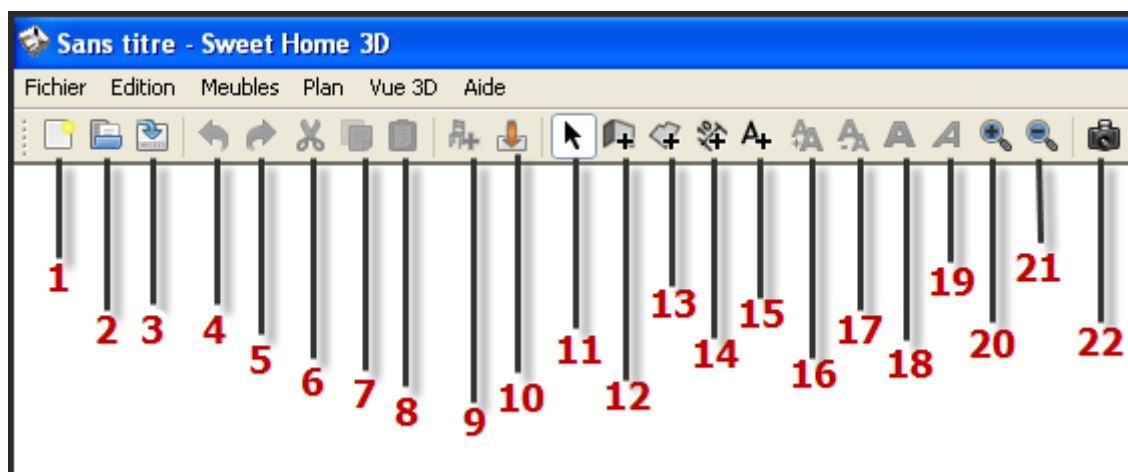 Sans titre - Sweet Home 3D
Fichier Edition Meubles Plan Vue 3D Aide
1 2 3 4 5 6 7 8 9 10 11 12 13 14 15 16 17 18 19 20 21 22